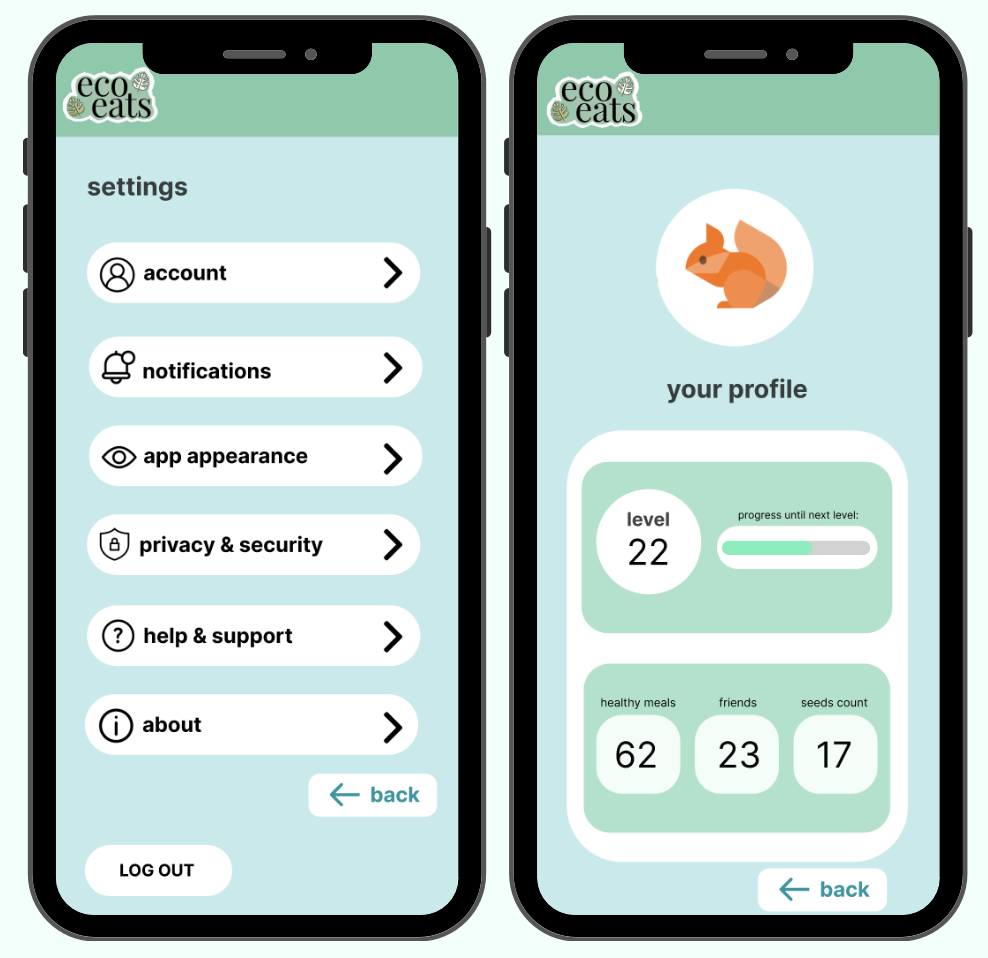 eco
eats
settings
account
notifications
app appearance
privacy & security
help & support
about
← back
LOG OUT
eco
eats
your profile
level
22
progress until next level:
healthy meals
friends
seeds count
62
23
17
← back